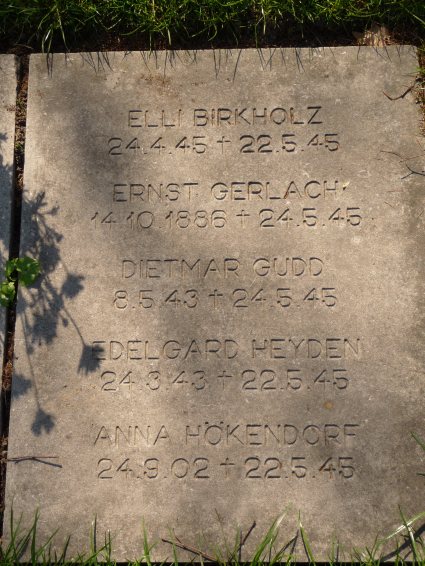 ELLI BIRKHOLZ
24.4.45 † 22.5.45
ERNST GERLACH
14.10.1886 † 24.5.45
DIETMAR GUDD
8.5.43 † 24.5.45
EDELGARD HEYDEN
24.3.43 † 22.5.45
ANNA HÖKENDORF
24.9.02 † 22.5.45